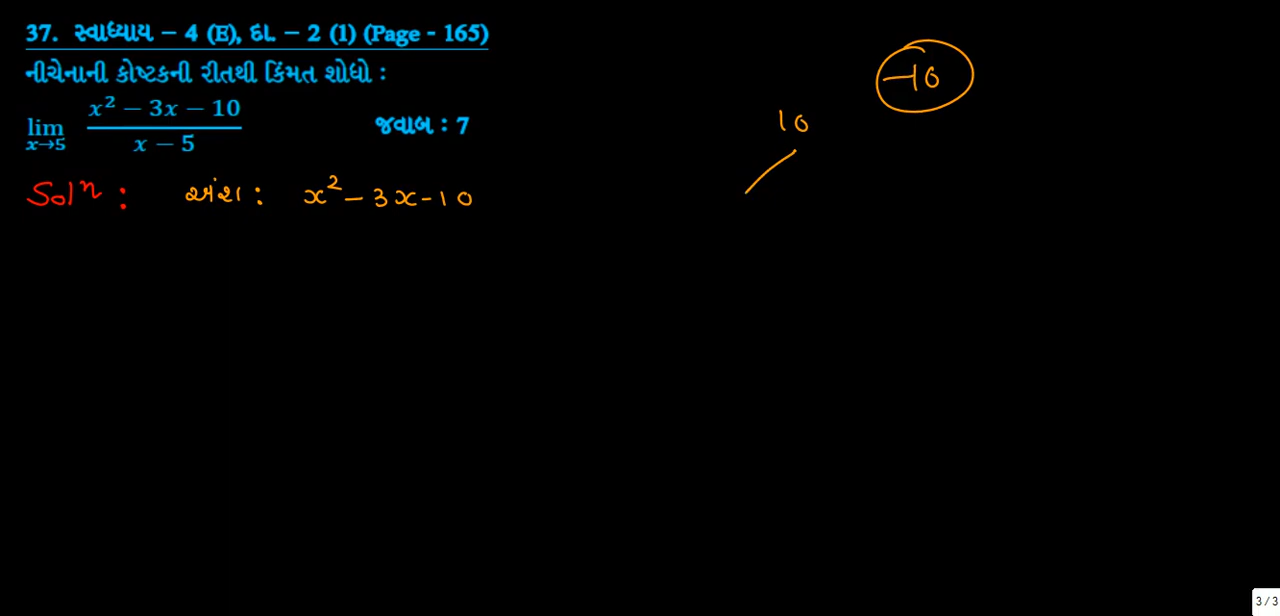 37. સ્વાધ્યાય – 4 (E), દા. – 2 (1) (Page - 165)
નીચેનાની કોષ્ટકની રીતથી કિંમત શોધો :
lim x→5 (x² − 3x − 10)/(x − 5) જવાબ : 7
Solⁿ : અંશ : x² − 3x − 10
10
−10
3/3